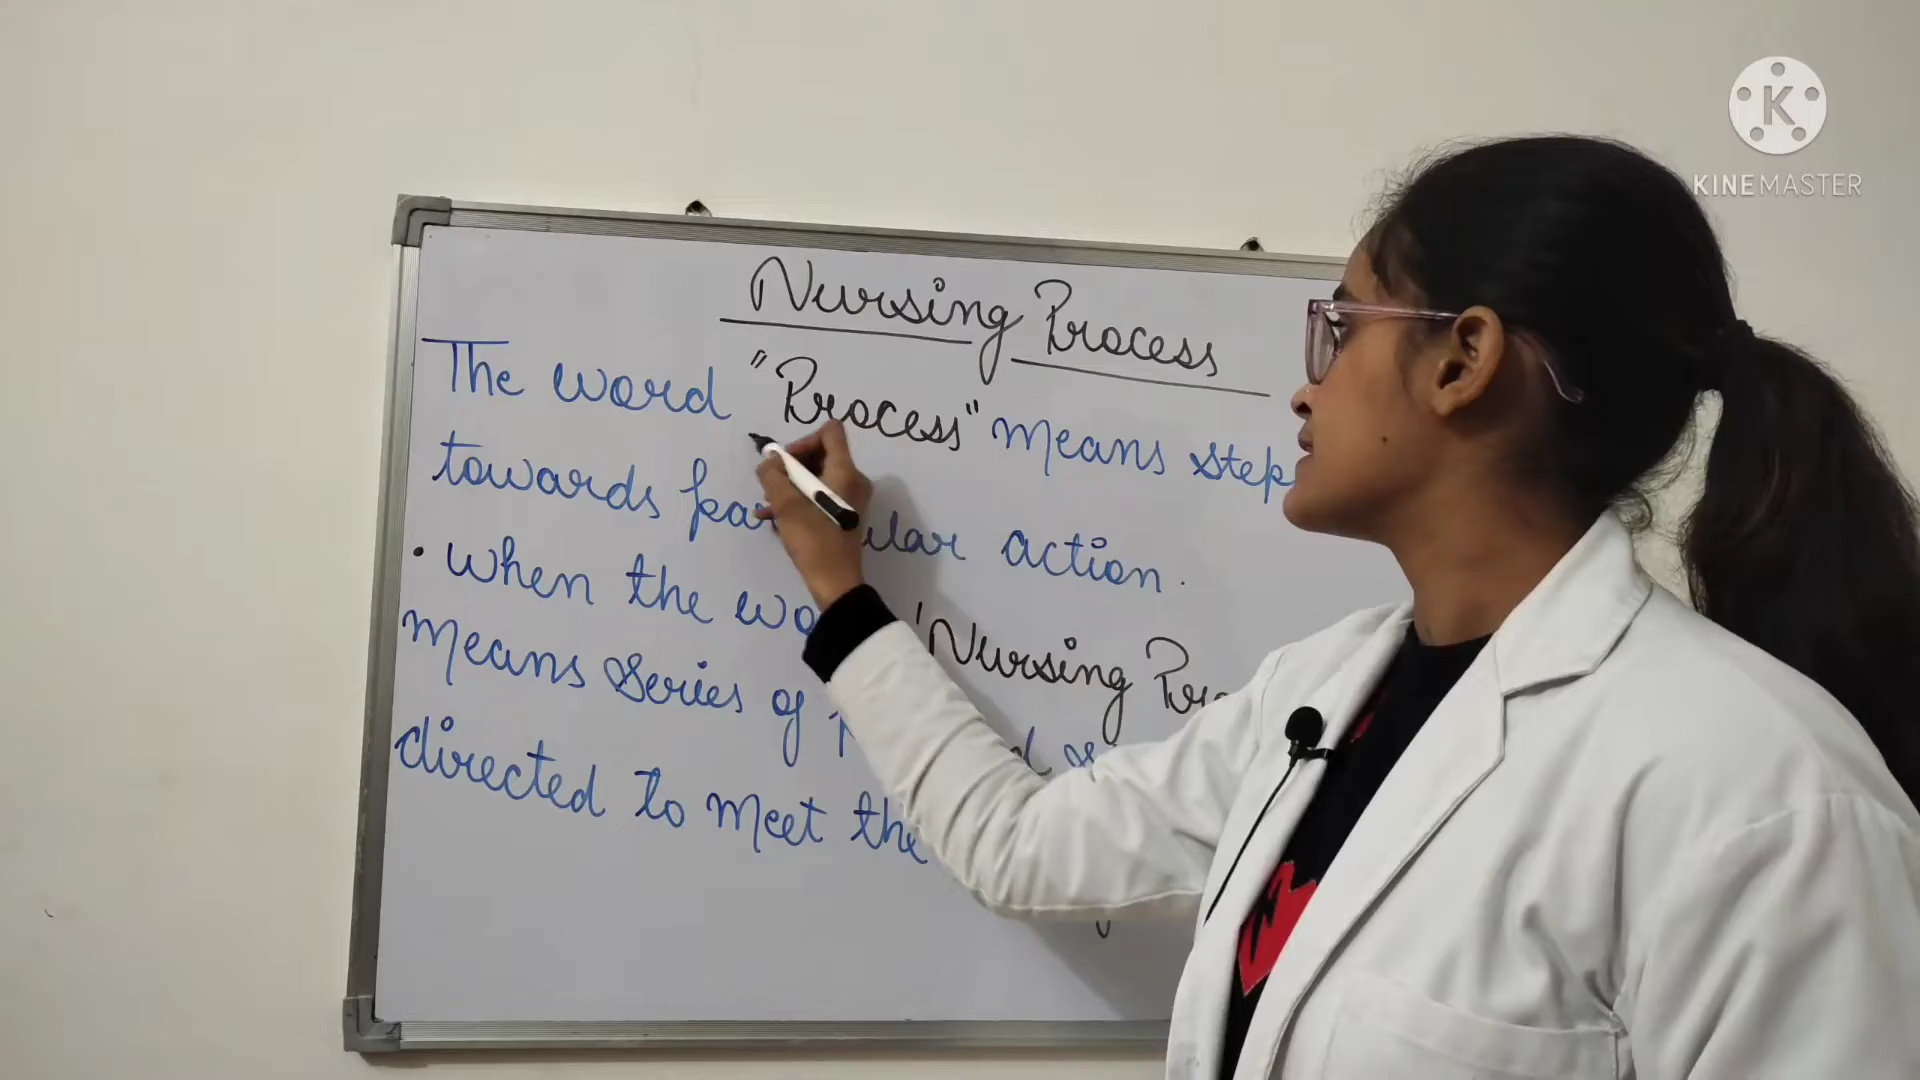 Nursing Process
The word "Process" means step
towards action.
• When the 'Nursing
means series of
directed to meet the
K
KINEMASTER